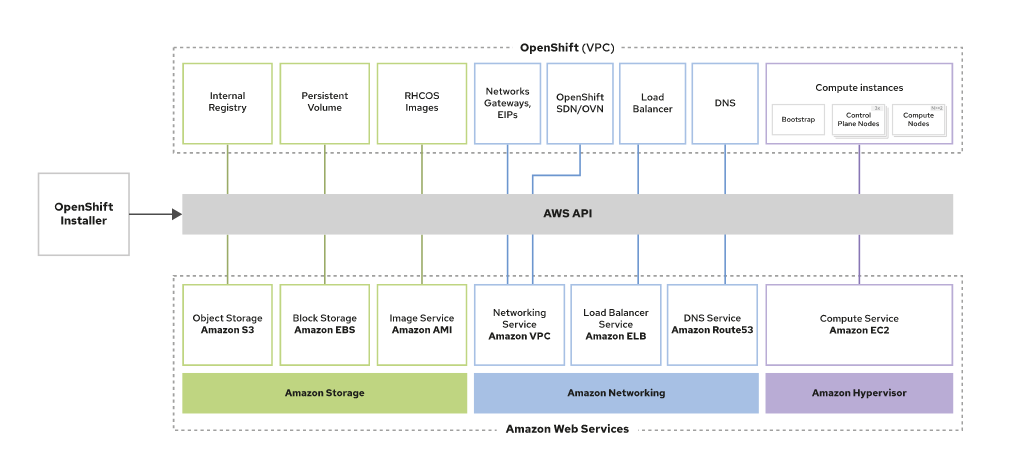 OpenShift (VPC)
Internal
Registry
Persistent
Volume
RHCOS
Images
Networks
Gateways,
EIPs
OpenShift
SDN/OVN
Load
Balancer
DNS
Compute instances
Bootstrap
3x
Control
Plane Nodes
N+2
Compute
Nodes
OpenShift
Installer
AWS API
Object Storage
Amazon S3
Block Storage
Amazon EBS
Image Service
Amazon AMI
Networking
Service
Amazon VPC
Load Balancer
Service
Amazon ELB
DNS Service
Amazon Route53
Compute Service
Amazon EC2
Amazon Storage
Amazon Networking
Amazon Hypervisor
Amazon Web Services